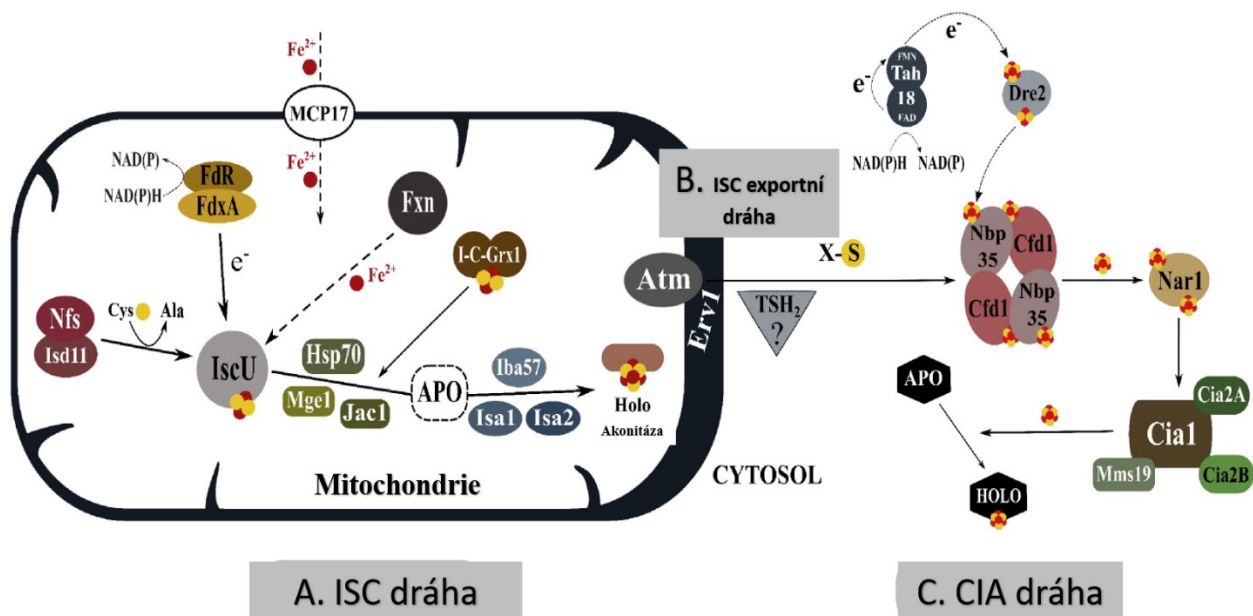 Fe²⁺
MCP17
Fe²⁺
NAD(P)
NAD(P)H
FdR
FdxA
e⁻
Fxn
Fe²⁺
I-C-Grx1
Nfs
Isd11
Cys
Ala
IscU
Hsp70
Mge1
Jac1
APO
Iba57
Isa1
Isa2
Holo
Akonitáza
Mitochondrie
A. ISC dráha
B. ISC exportní
dráha
Atm
Erv1
X-S
TSH₂
?
CYTOSOL
e⁻
e⁻
FMN
Tah
18
FAD
NAD(P)H
NAD(P)
Dre2
Nbp
35
Cfd1
Cfd1
Nbp
35
Nar1
APO
HOLO
Cia2A
Cia1
Mms19
Cia2B
C. CIA dráha